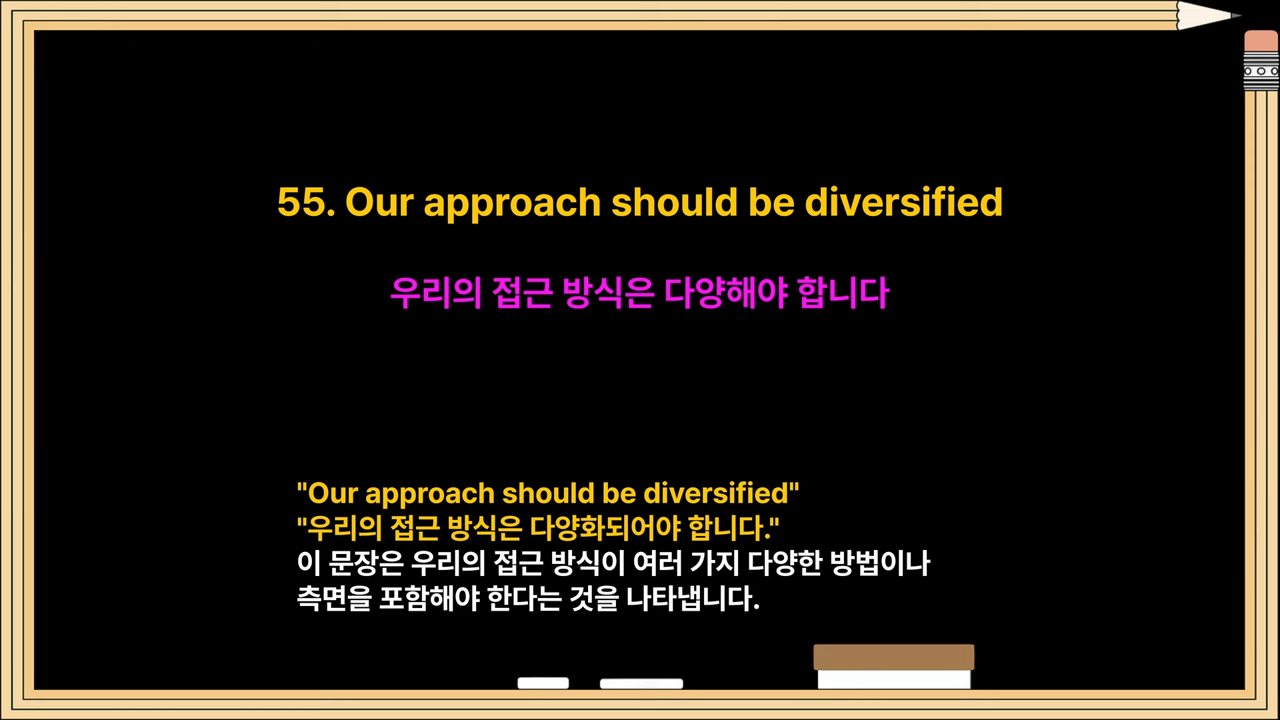 55. Our approach should be diversified
우리의 접근 방식은 다양해야 합니다
"Our approach should be diversified"
"우리의 접근 방식은 다양화되어야 합니다."
이 문장은 우리의 접근 방식이 여러 가지 다양한 방법이나
측면을 포함해야 한다는 것을 나타냅니다.